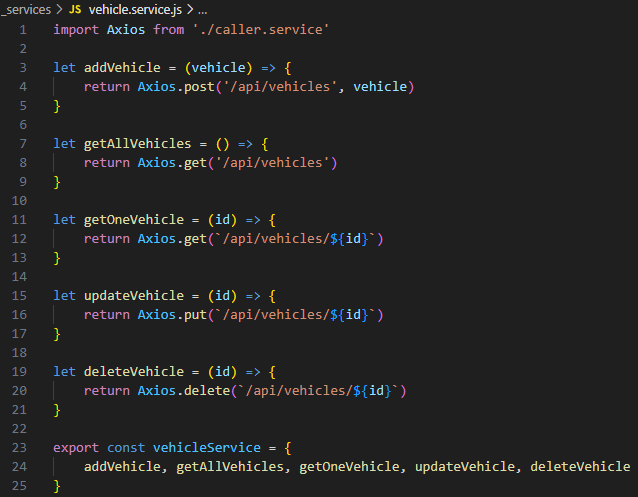 _services > JS vehicle.service.js > ...
1 import Axios from './caller.service'
2
3 let addVehicle = (vehicle) => {
4     return Axios.post('/api/vehicles', vehicle)
5 }
6
7 let getAllVehicles = () => {
8     return Axios.get('/api/vehicles')
9 }
10
11 let getOneVehicle = (id) => {
12     return Axios.get(`/api/vehicles/${id}`)
13 }
14
15 let updateVehicle = (id) => {
16     return Axios.put(`/api/vehicles/${id}`)
17 }
18
19 let deleteVehicle = (id) => {
20     return Axios.delete(`/api/vehicles/${id}`)
21 }
22
23 export const vehicleService = {
24     addVehicle, getAllVehicles, getOneVehicle, updateVehicle, deleteVehicle
25 }